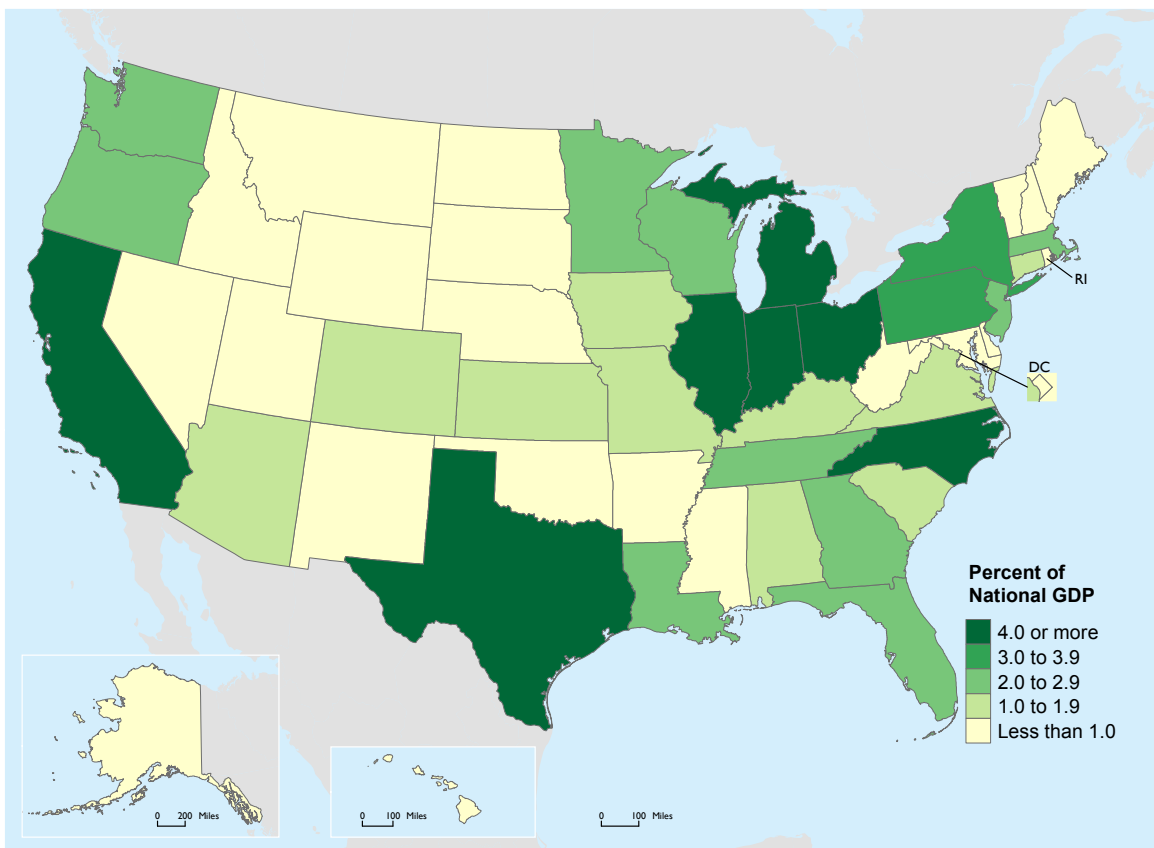 RI
DC
Percent of
National GDP
4.0 or more
3.0 to 3.9
2.0 to 2.9
1.0 to 1.9
Less than 1.0
0 200 Miles
0 100 Miles
0 100 Miles